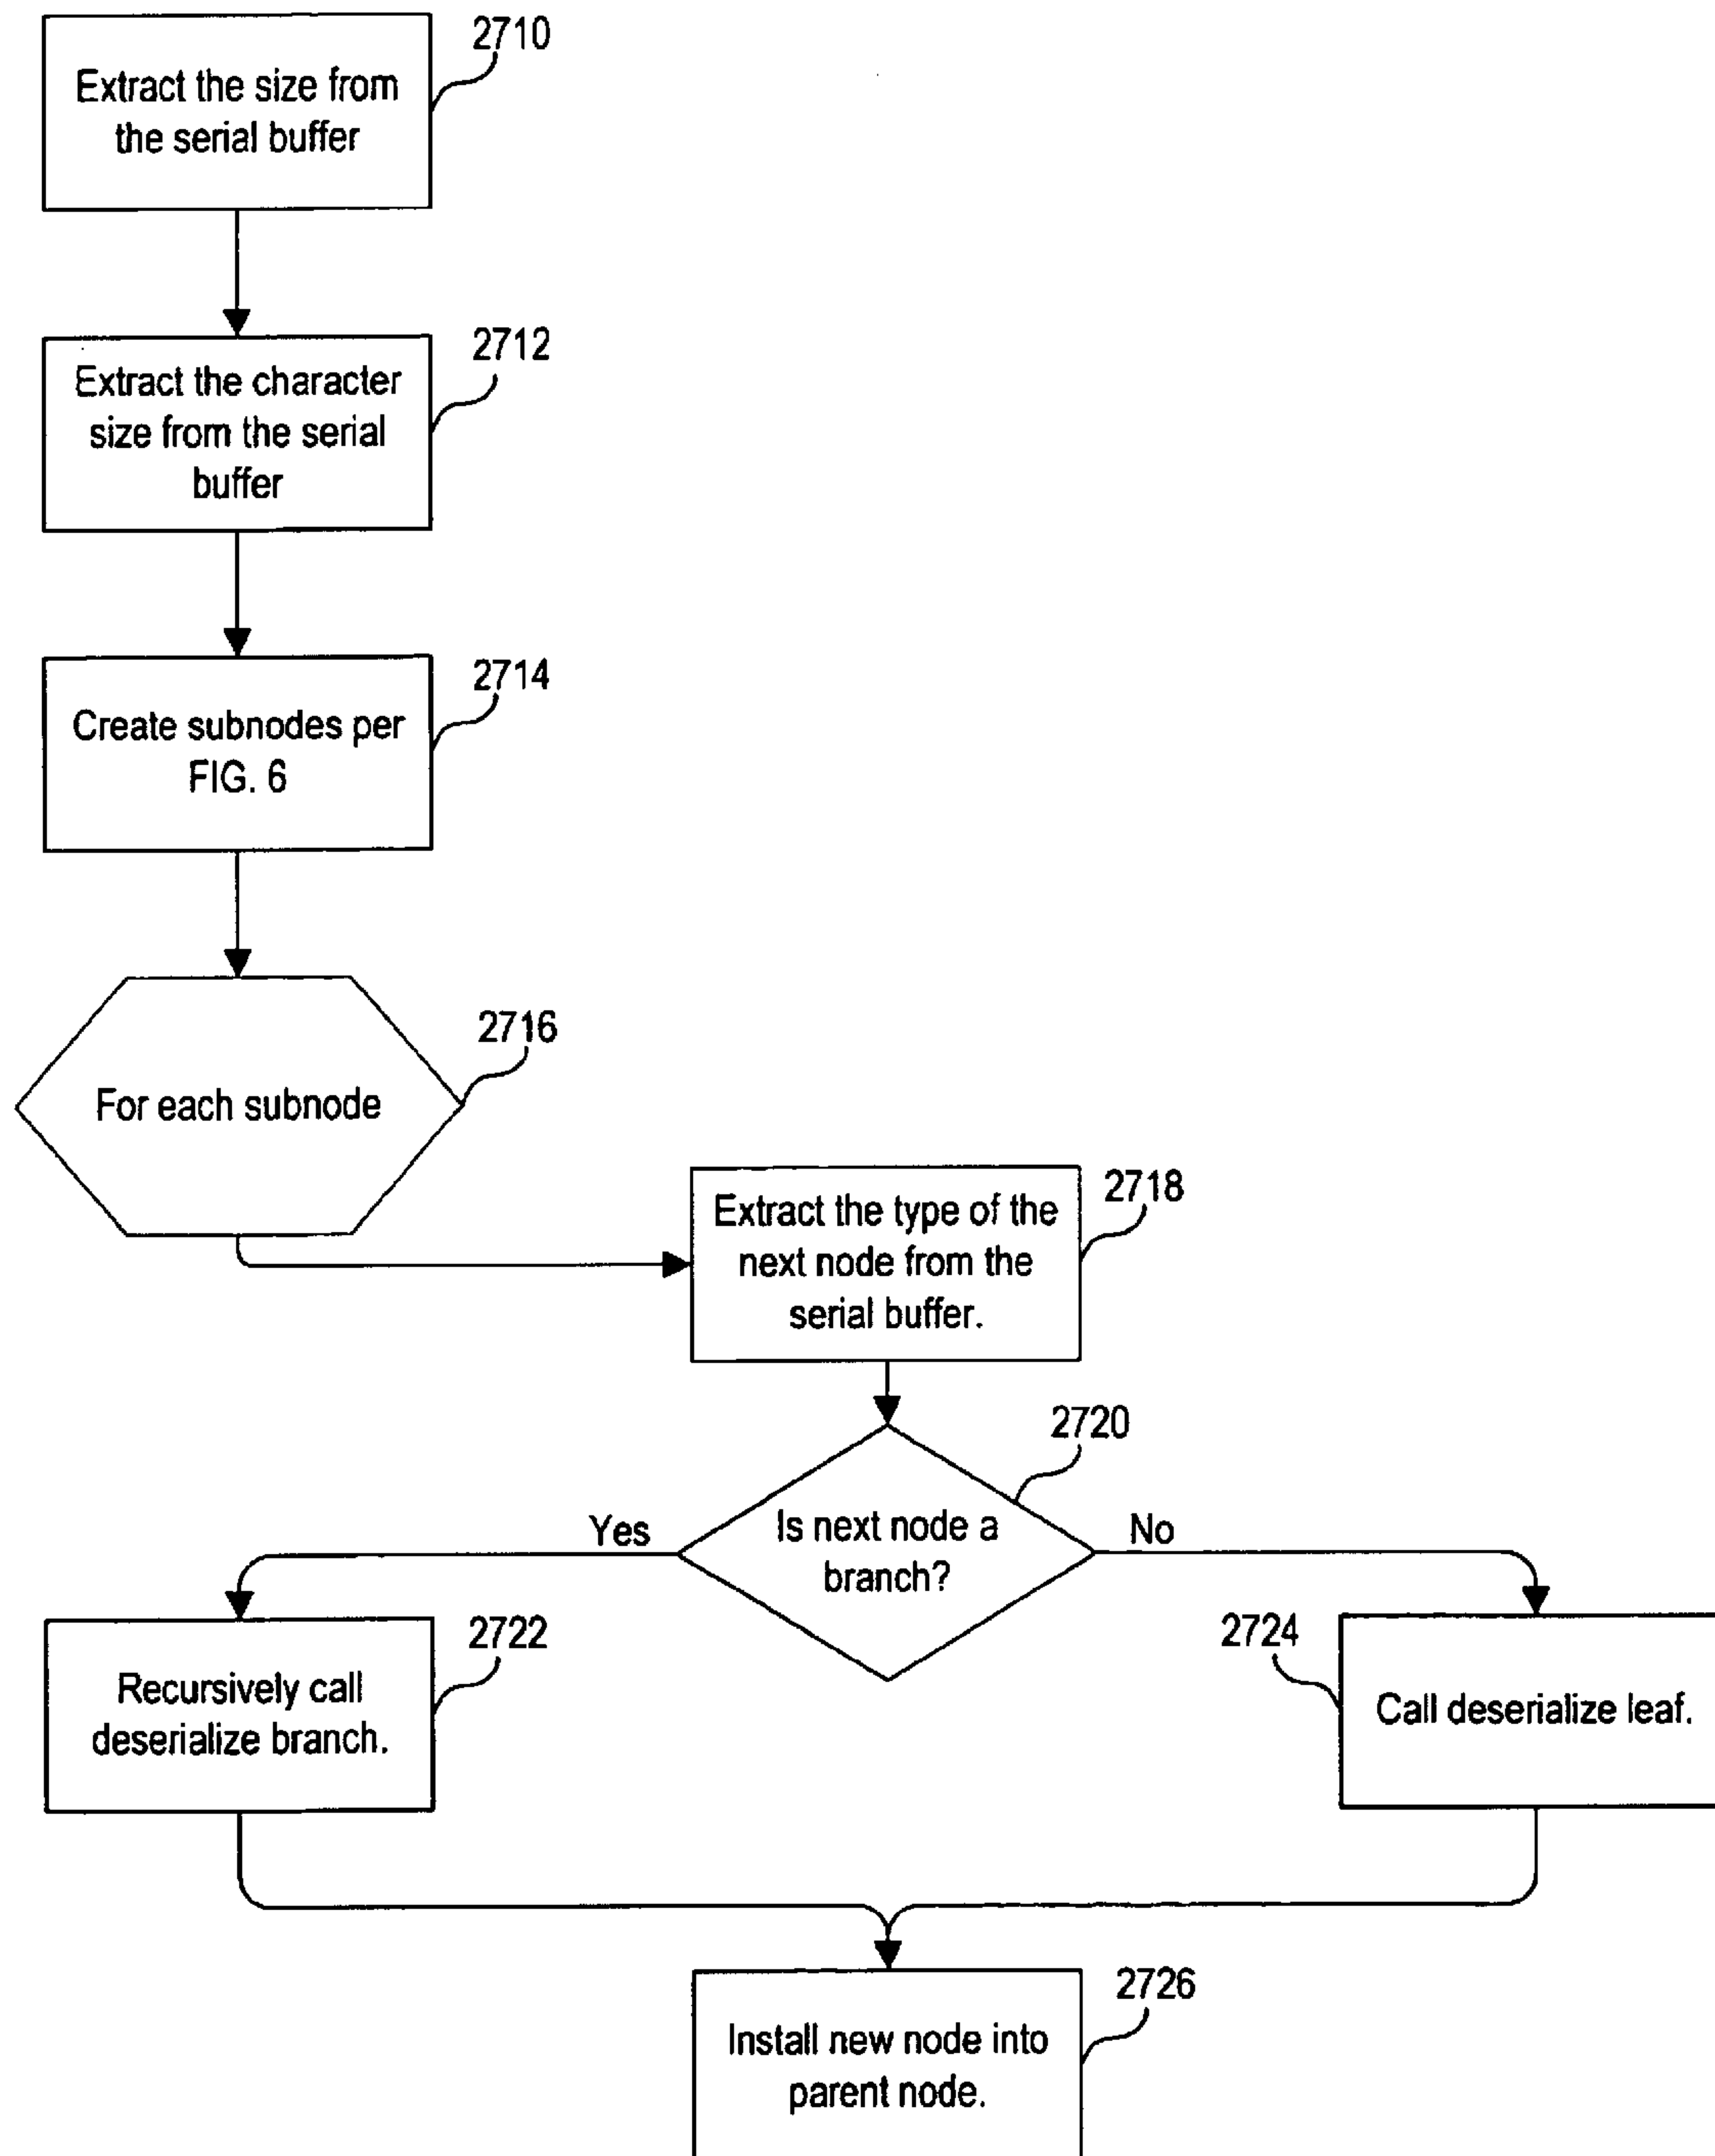 2710
Extract the size from
the serial buffer
2712
Extract the character
size from the serial
buffer
2714
Create subnodes per
FIG. 6
2716
For each subnode
2718
Extract the type of the
next node from the
serial buffer.
2720
Is next node a
branch?
Yes
No
2722
Recursively call
deserialize branch.
2724
Call deserialize leaf.
2726
Install new node into
parent node.